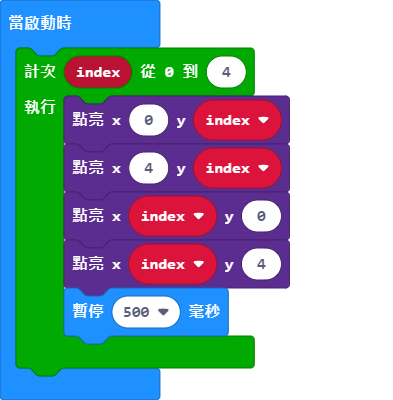 當啟動時
計次 index 從 0 到 4
執行
點亮 x 0 y index
點亮 x 4 y index
點亮 x index y 0
點亮 x index y 4
暫停 500 毫秒